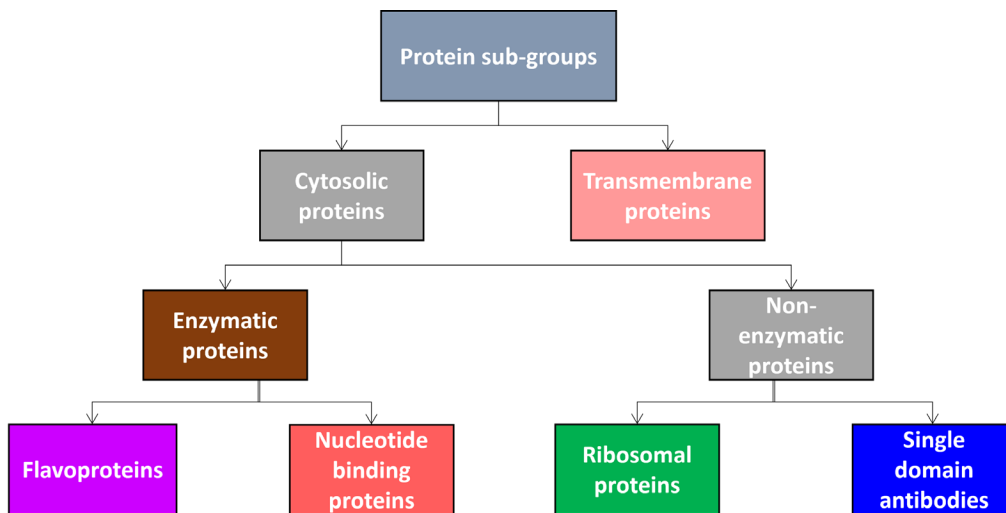 Protein sub-groups
Cytosolic
proteins
Transmembrane
proteins
Enzymatic
proteins
Non-
enzymatic
proteins
Flavoproteins
Nucleotide
binding
proteins
Ribosomal
proteins
Single
domain
antibodies